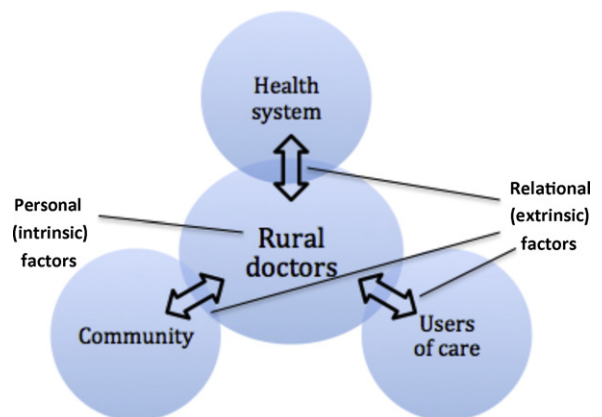 Health
system
Personal
(intrinsic)
factors
Rural
doctors
Relational
(extrinsic)
factors
Community
Users
of care